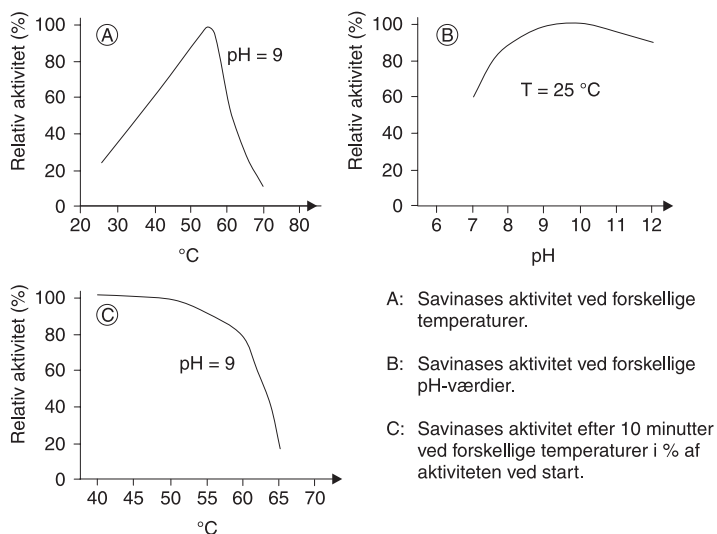 Relativ aktivitet (%)
100
80
60
40
20
0
A
pH = 9
20 30 40 50 60 70 80
°C
Relativ aktivitet (%)
100
80
60
40
20
0
B
T = 25 °C
6 7 8 9 10 11 12
pH
Relativ aktivitet (%)
100
80
60
40
20
0
C
pH = 9
40 45 50 55 60 65 70
°C
A: Savinases aktivitet ved forskellige
temperaturer.
B: Savinases aktivitet ved forskellige
pH-værdier.
C: Savinases aktivitet efter 10 minutter
ved forskellige temperaturer i % af
aktiviteten ved start.